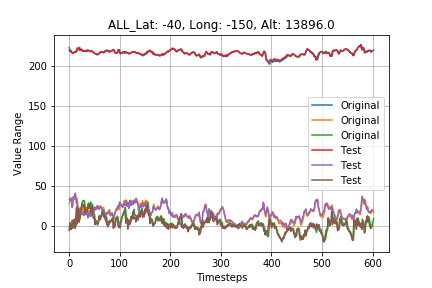 ALL_Lat: -40, Long: -150, Alt: 13896.0
Value Range
200
150
100
50
0
Original
Original
Original
Test
Test
Test
0
100
200
300
400
500
600
Timesteps